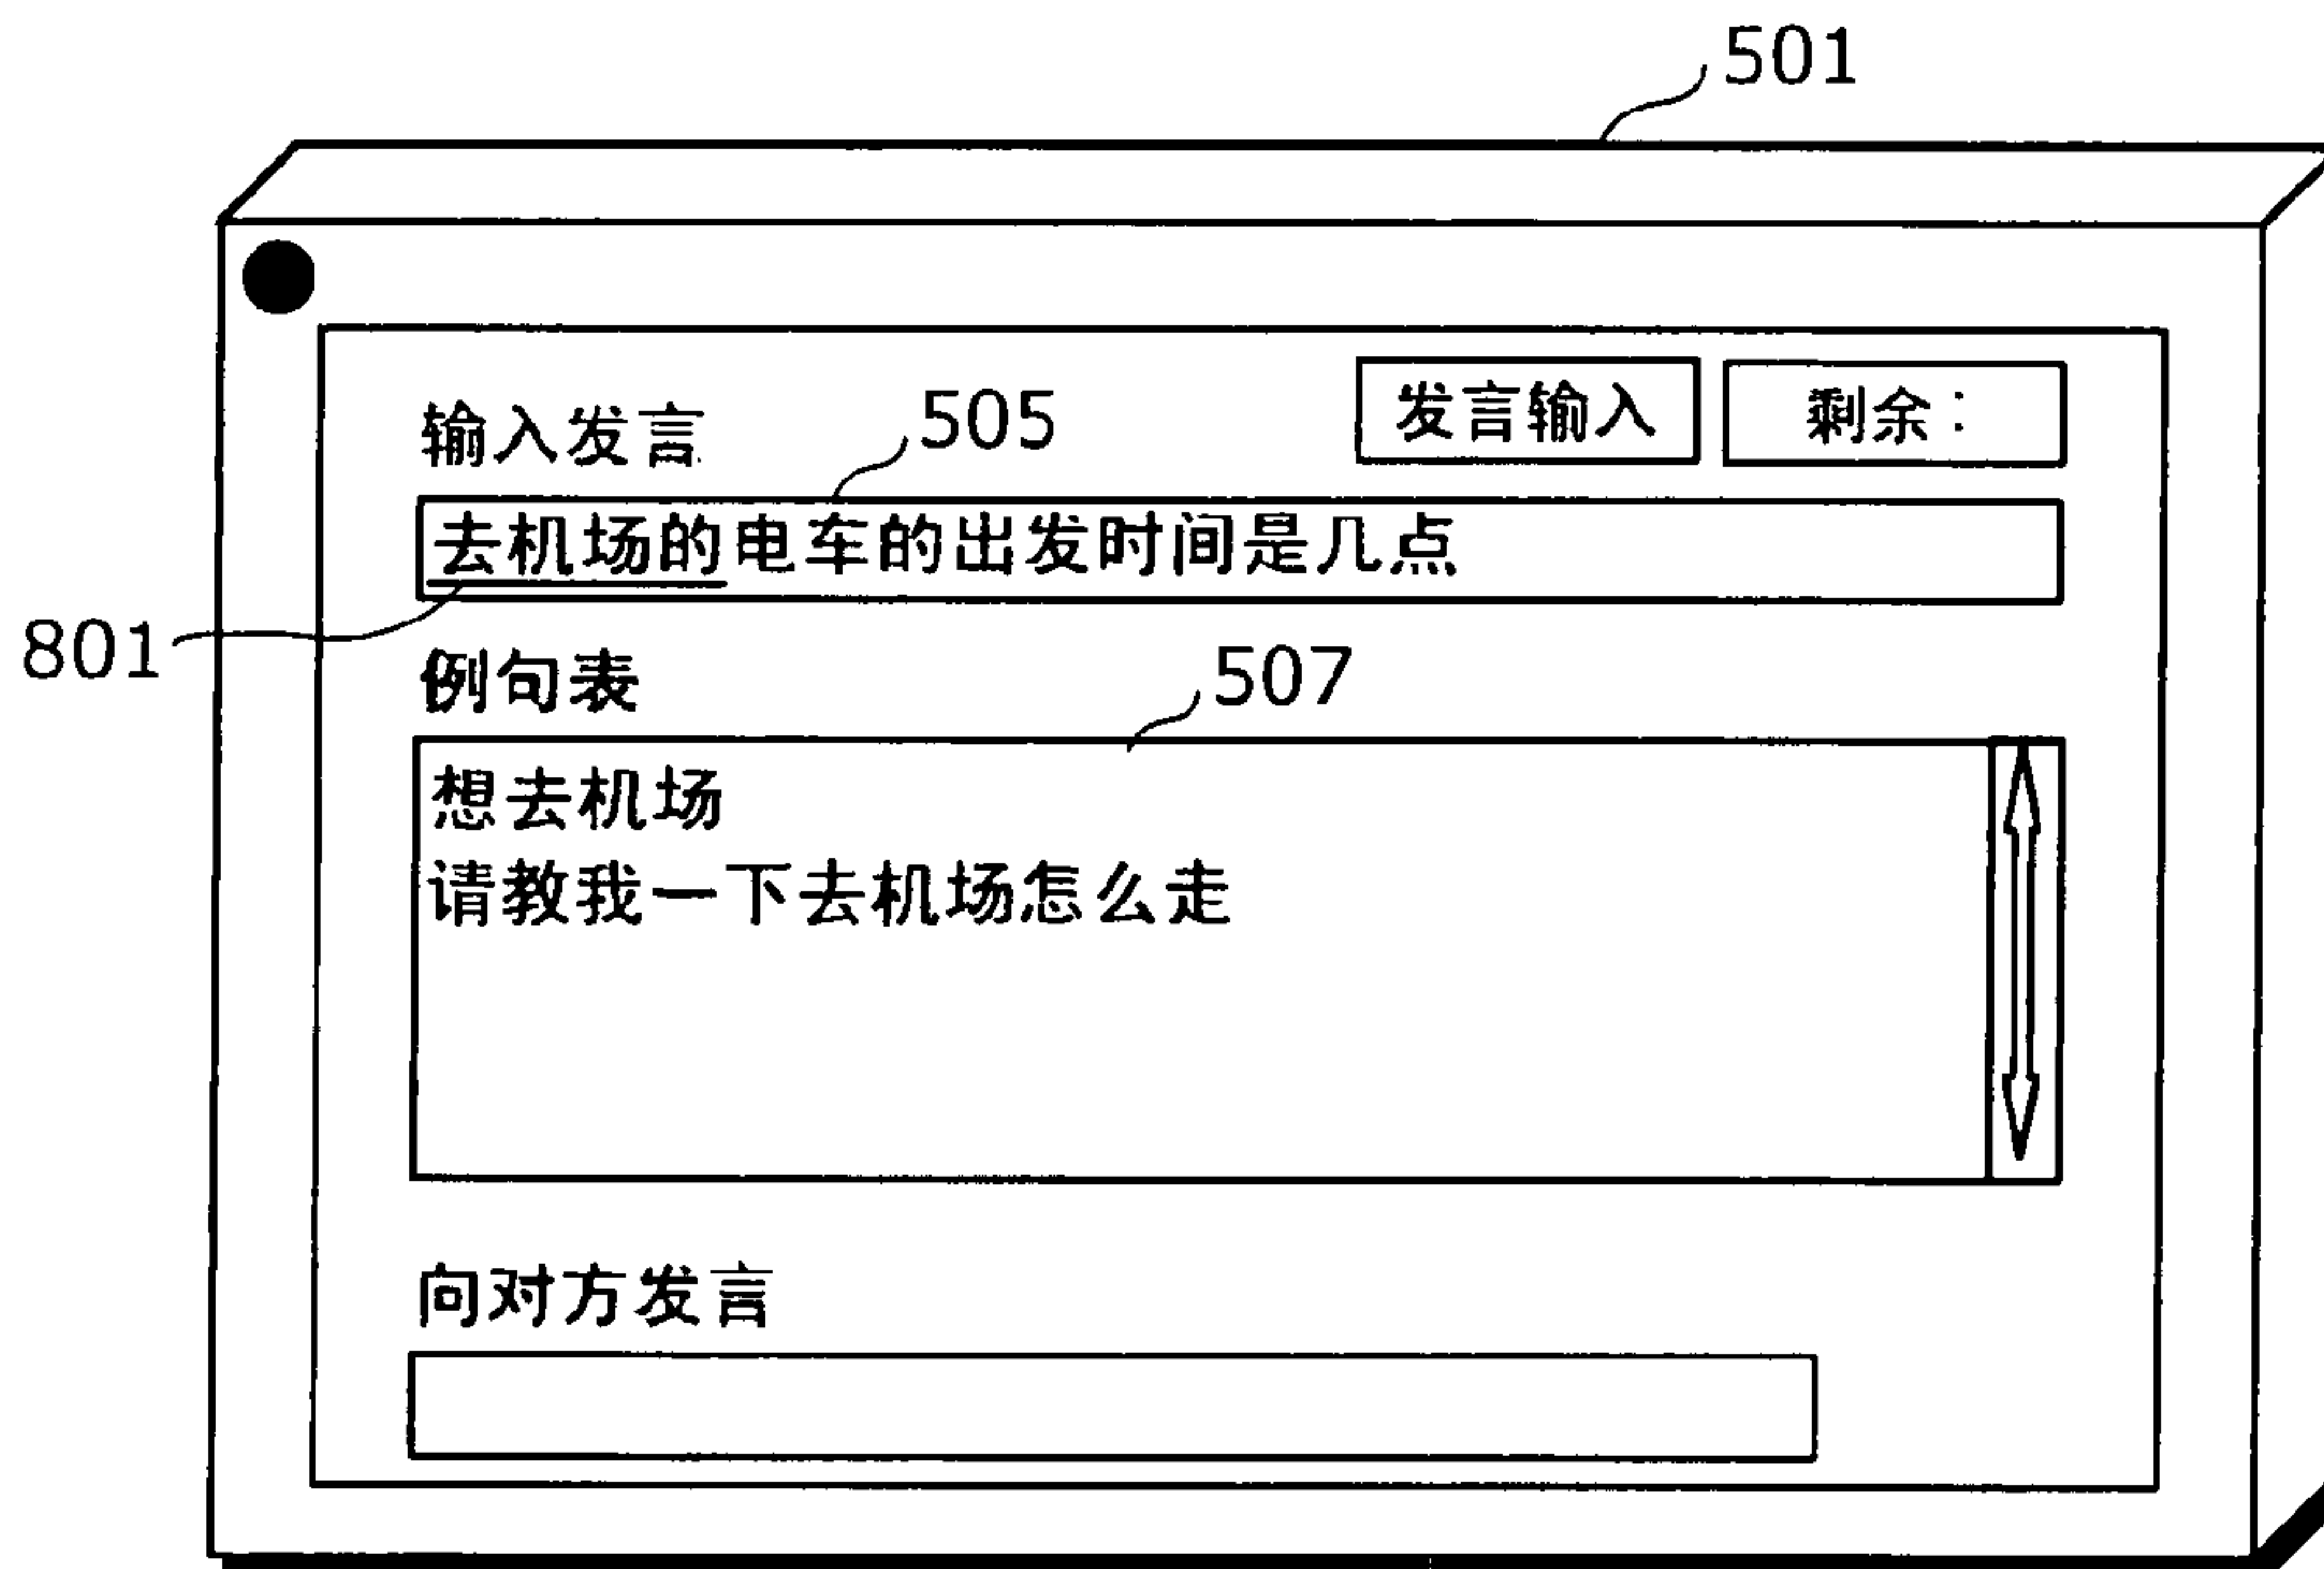 501
发言输入
剩余：
输入发言
505
去机场的电车的出发时间是几点
801
例句表
507
想去机场
请教我一下去机场怎么走
向对方发言